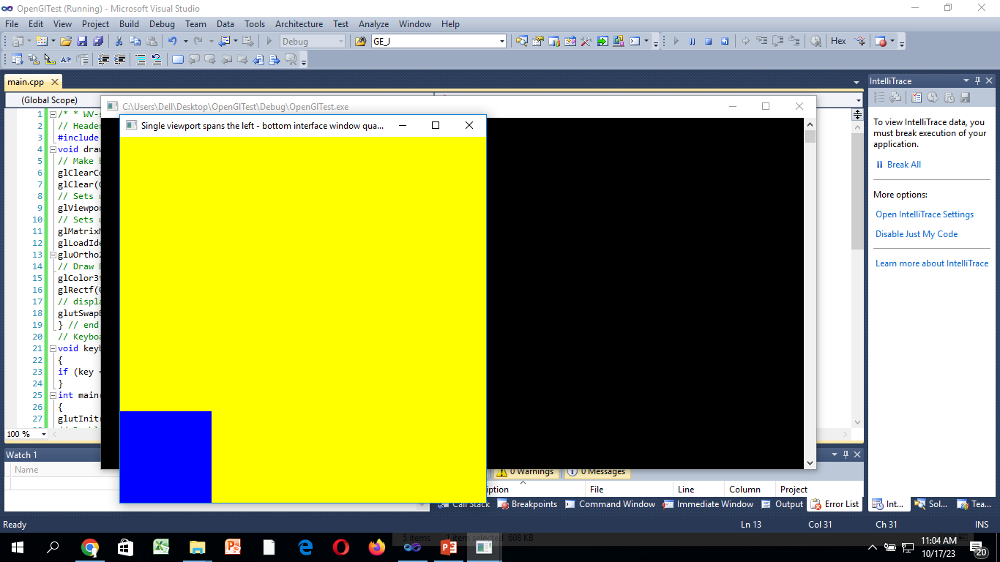 OpenGlTest (Running) - Microsoft Visual Studio
File Edit View Project Build Debug Team Data Tools Architecture Test Analyze Window Help
Debug GE_J Hex
main.cpp
(Global Scope)
C:\Users\Dell\Desktop\OpenGlTest\Debug\OpenGlTest.exe
Single viewport spans the left - bottom interface window qua...
1 /* * WV-
2 // Header
3 #include
4 void draw
5 // Make b
6 glClearCo
7 glClear(
8 // Sets u
9 glViewpor
10 // Sets u
11 glMatrixM
12 glLoadIde
13 gluOrtho2
14 // Draw B
15 glColor3f
16 glRectf(
17 // displa
18 glutSwapB
19 } // end
20 // Keyboa
21 void keyb
22 {
23 if (key =
24 }
25 int main(
26 {
27 glutInit(
100 %
IntelliTrace
To view IntelliTrace data, you
must break execution of your
application.
Break All
More options:
Open IntelliTrace Settings
Disable Just My Code
Learn more about IntelliTrace
Watch 1
Name
0 Warnings 0 Messages
ption File Line Column Project
Call Stack Breakpoints Command Window Immediate Window Output Error List Int... Sol... Tea...
Ready Ln 13 Col 31 Ch 31 INS
5 items 1 item selected 608 KB
11:04 AM
10/17/23
20